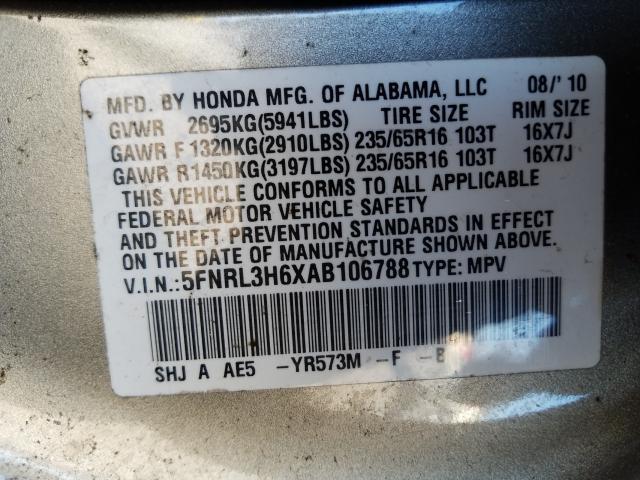 MFD. BY HONDA MFG. OF ALABAMA, LLC 08/'10
GVWR 2695KG(5941LBS) TIRE SIZE RIM SIZE
GAWR F 1320KG(2910LBS) 235/65R16 103T 16X7J
GAWR R1450KG(3197LBS) 235/65R16 103T 16X7J
THIS VEHICLE CONFORMS TO ALL APPLICABLE
FEDERAL MOTOR VEHICLE SAFETY
AND THEFT PREVENTION STANDARDS IN EFFECT
ON THE DATE OF MANUFACTURE SHOWN ABOVE.
V.I.N.: 5FNRL3H6XAB106788 TYPE: MPV
SHJ A AE5 -YR573M -F -B